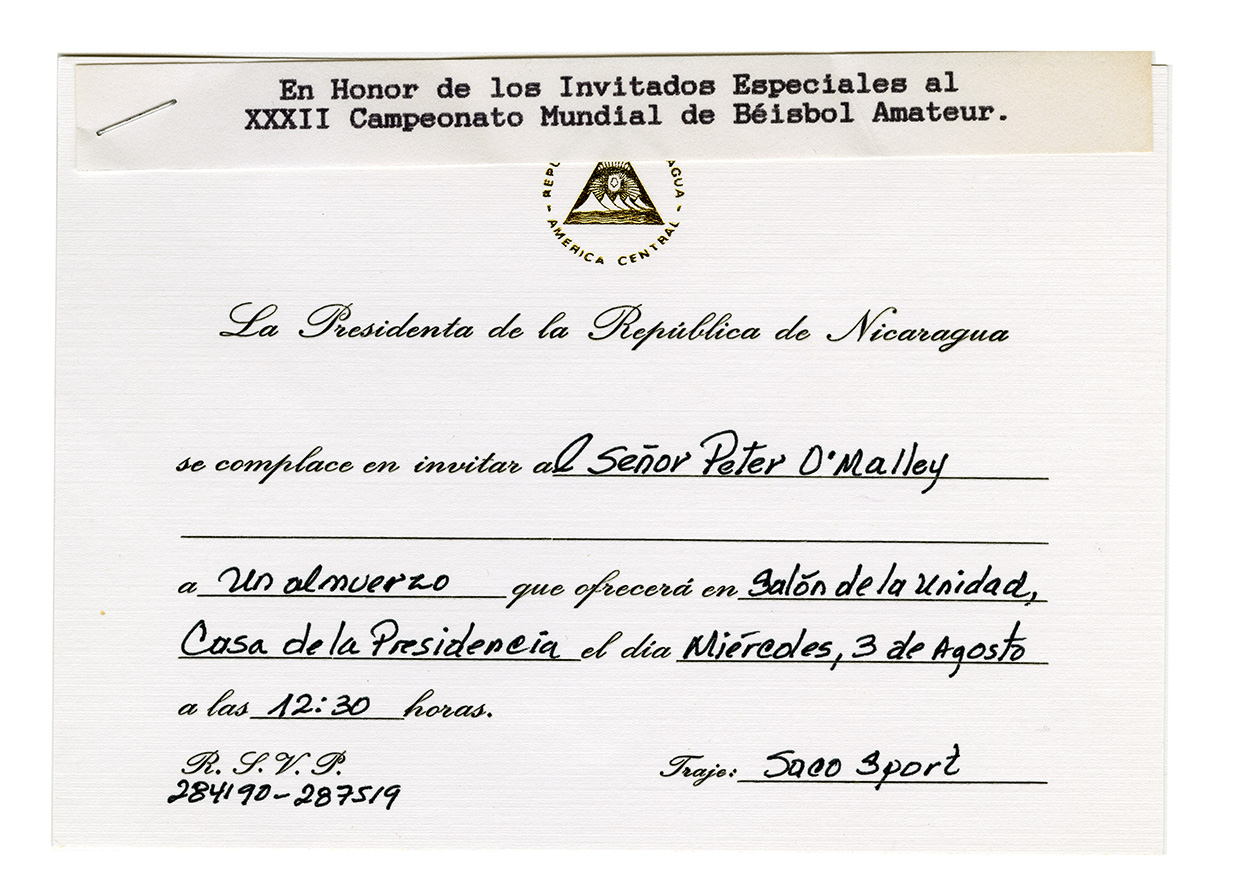 En Honor de los Invitados Especiales al
XXXII Campeonato Mundial de Béisbol Amateur.
REPU AGUA
- AMERICA CENTRAL -
La Presidenta de la República de Nicaragua
se complace en invitar al Señor Peter O'Malley
a un almuerzo que ofrecerá en Salón de la Unidad,
Casa de la Presidencia el día Miércoles, 3 de Agosto
a las 12:30 horas.
R. S. V. P. Traje: Saco Sport
284190-287519